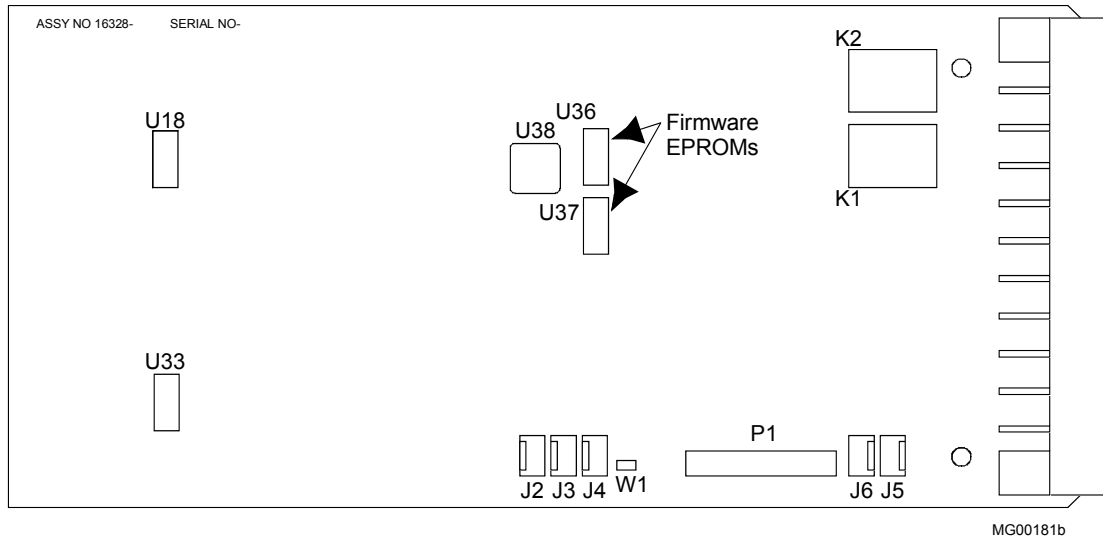 ASSY NO 16328- SERIAL NO-
K2
U18
U36
U38
Firmware
EPROMs
U37
K1
U33
P1
J2 J3 J4 W1 J6 J5
MG00181b